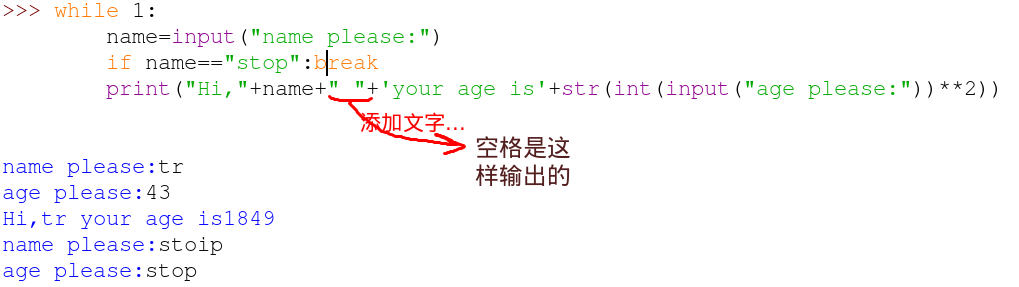 >>> while 1:
        name=input("name please:")
        if name=="stop":break
        print("Hi,"+name+" "+'your age is'+str(int(input("age please:"))**2))
添加文字...
空格是这
样输出的
name please:tr
age please:43
Hi,tr your age is1849
name please:stoip
age please:stop